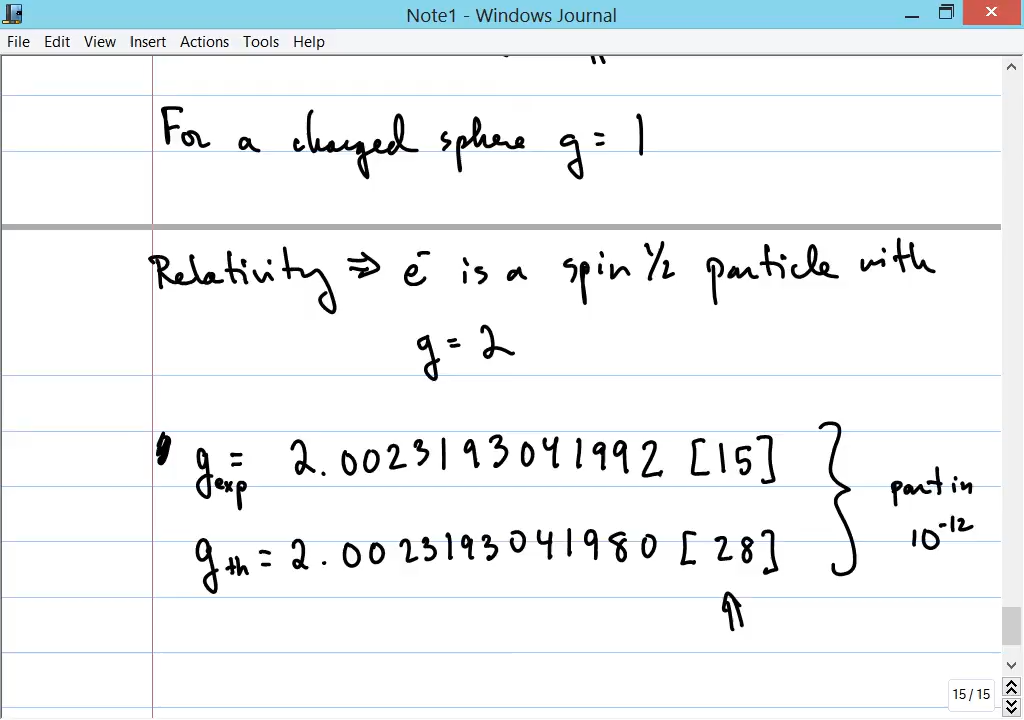 Note1 - Windows Journal
File Edit View Insert Actions Tools Help
For a charged sphere g = 1
Relativity ⇒ e⁻ is a spin 1/2 particle with
g = 2
g_exp = 2.0023193041992 [15]
g_th = 2.0023193041980 [28]
part in
10⁻¹²
15 / 15